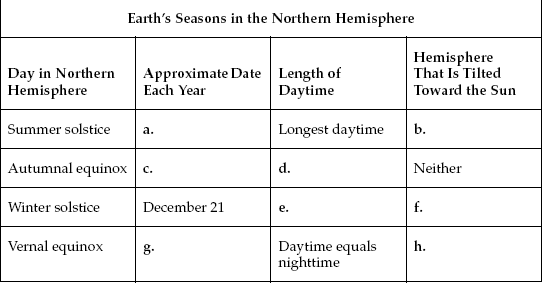 Earth's Seasons in the Northern Hemisphere
Day in Northern
Hemisphere
Approximate Date
Each Year
Length of
Daytime
Hemisphere
That Is Tilted
Toward the Sun
Summer solstice
a.
Longest daytime
b.
Autumnal equinox
c.
d.
Neither
Winter solstice
December 21
e.
f.
Vernal equinox
g.
Daytime equals
nighttime
h.